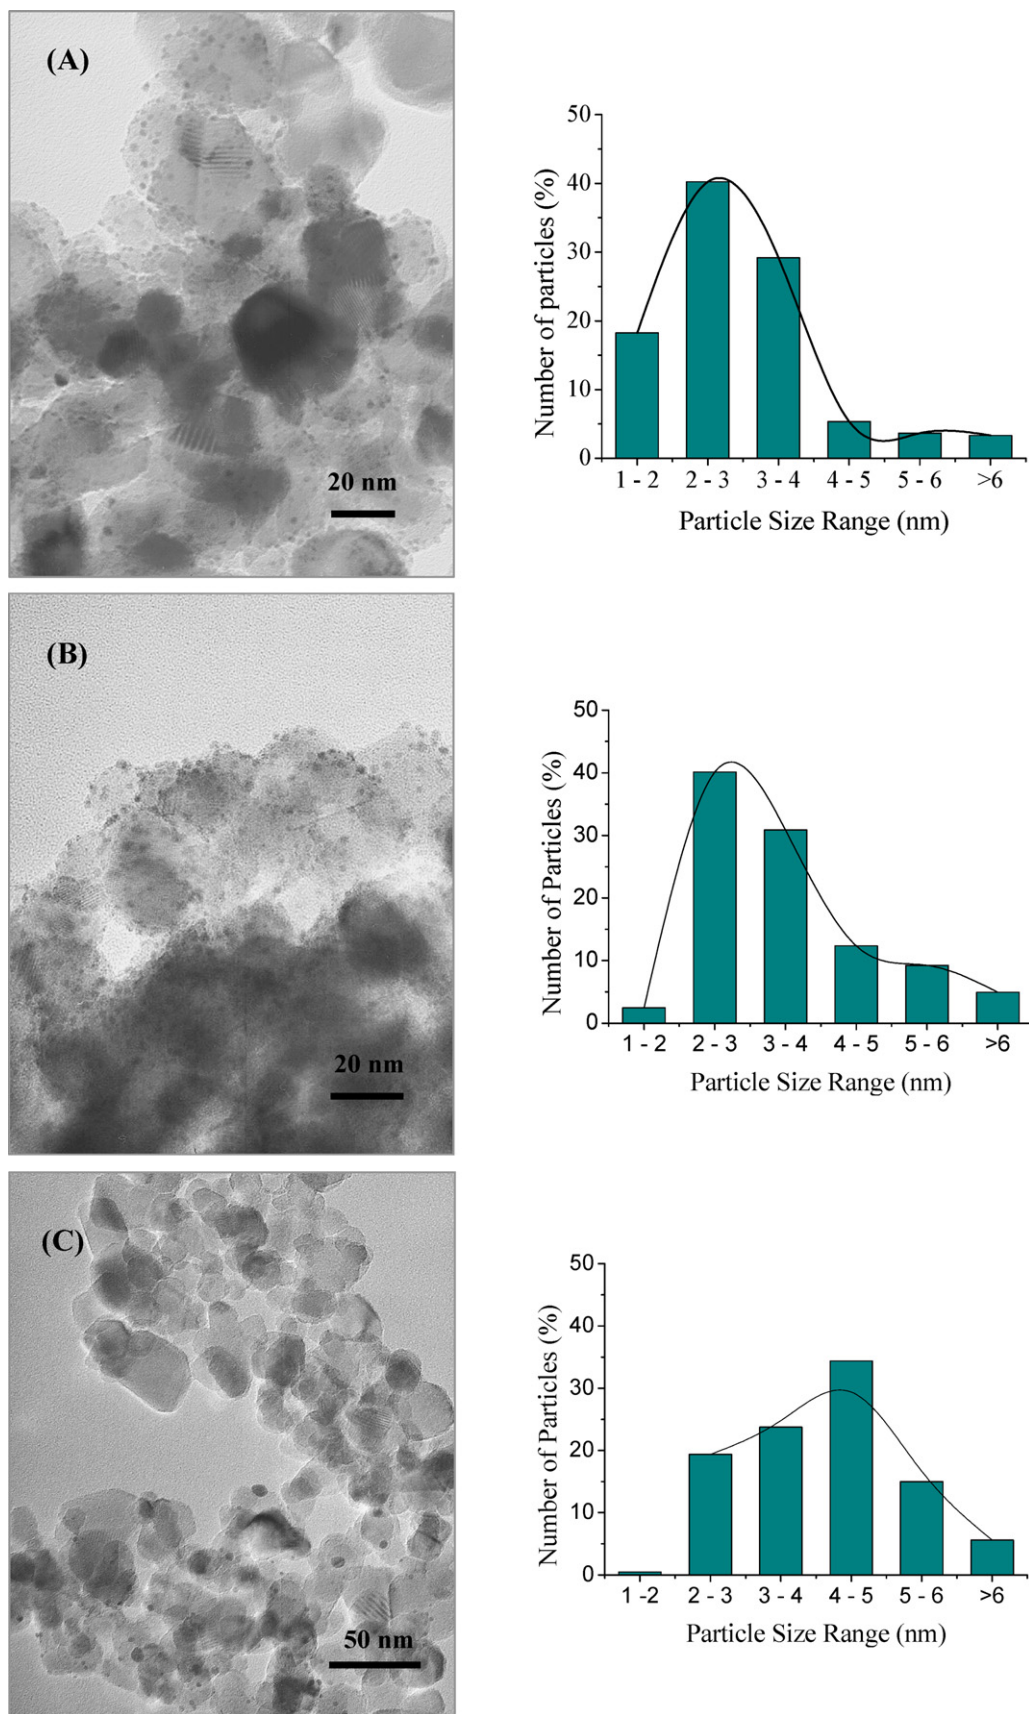 (A)
20 nm
Number of particles (%)
50
40
30
20
10
0
1 - 2 2 - 3 3 - 4 4 - 5 5 - 6 >6
Particle Size Range (nm)
(B)
20 nm
Number of Particles (%)
50
40
30
20
10
0
1 - 2 2 - 3 3 - 4 4 - 5 5 - 6 >6
Particle Size Range (nm)
(C)
50 nm
Number of Particles (%)
50
40
30
20
10
0
1 -2 2 - 3 3 - 4 4 - 5 5 - 6 >6
Particle Size Range (nm)